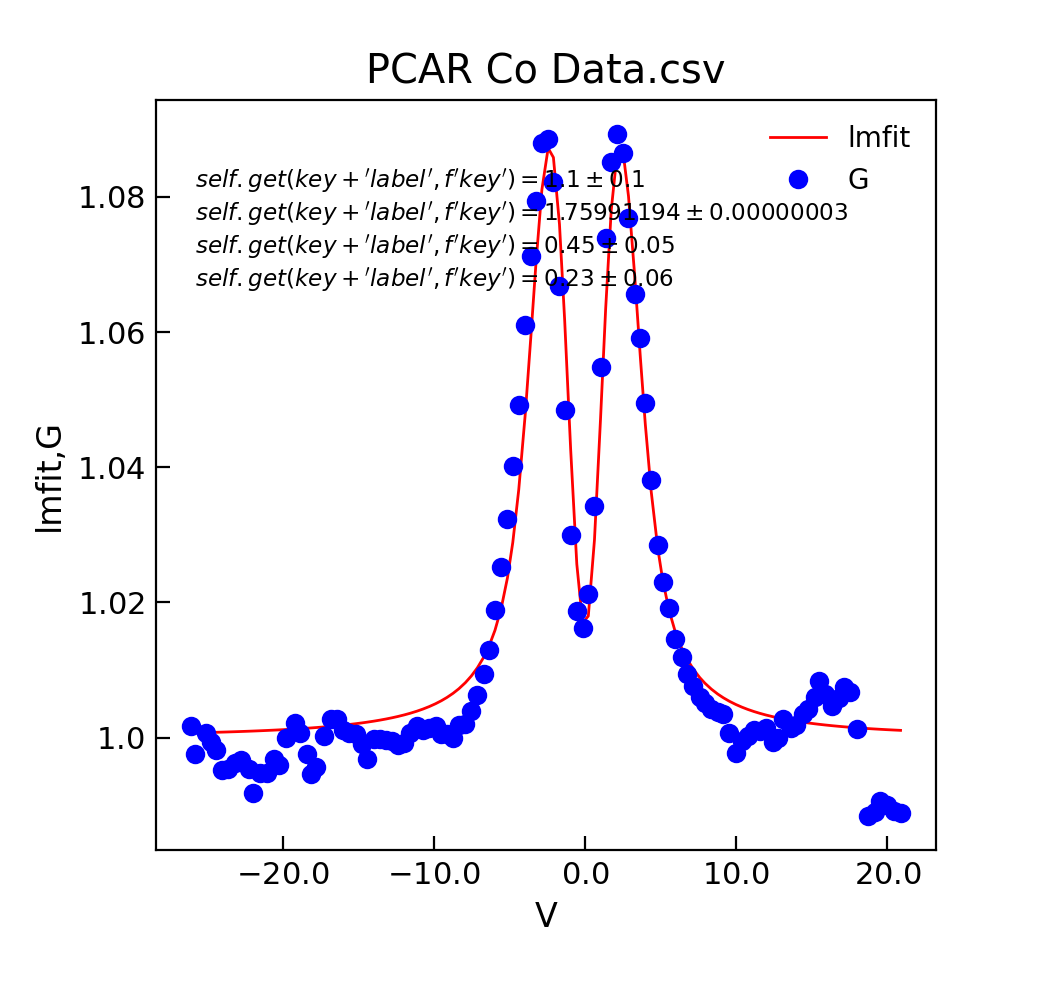 PCAR Co Data.csv
lmfit
G
self.get(key+'label',f'key')=1.1±0.1
self.get(key+'label',f'key')=1.75991194±0.00000003
self.get(key+'label',f'key')=0.45±0.05
self.get(key+'label',f'key')=0.23±0.06
1.08
1.06
1.04
1.02
1.0
lmfit,G
−20.0 −10.0 0.0 10.0 20.0
V